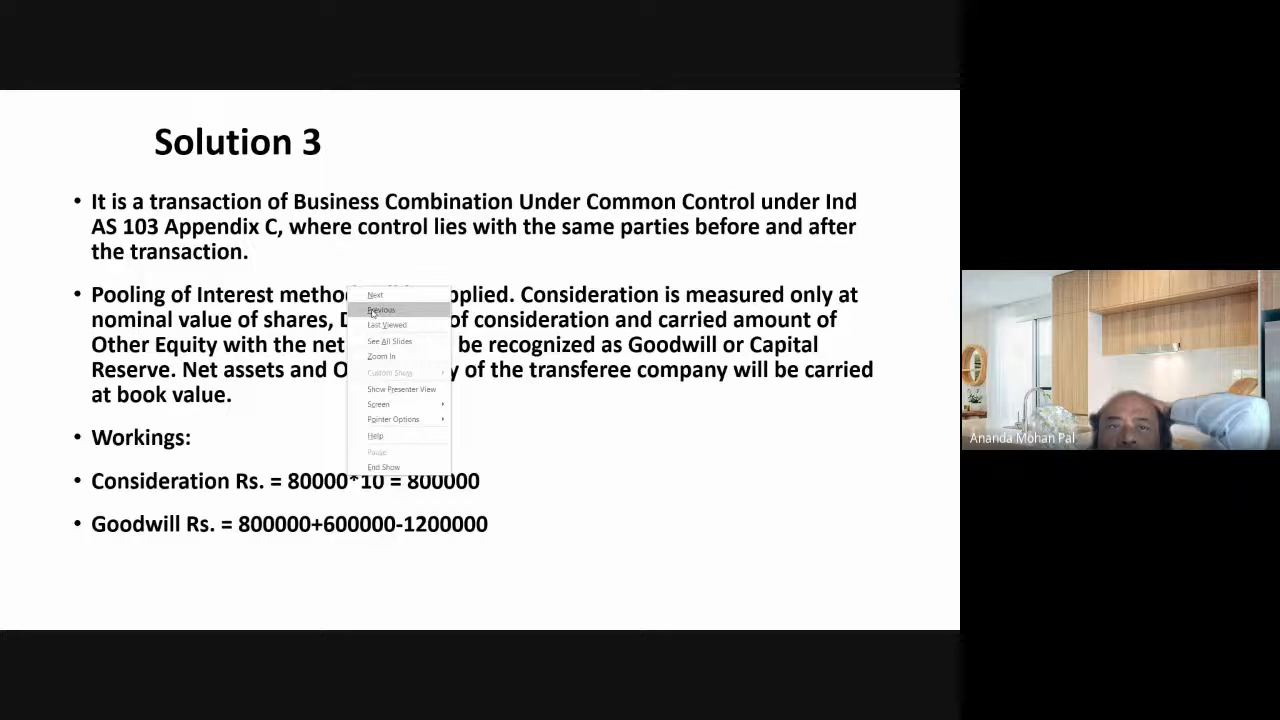 Solution 3
• It is a transaction of Business Combination Under Common Control under Ind
AS 103 Appendix C, where control lies with the same parties before and after
the transaction.
• Pooling of Interest method pplied. Consideration is measured only at
nominal value of shares, D of consideration and carried amount of
Other Equity with the net be recognized as Goodwill or Capital
Reserve. Net assets and O y of the transferee company will be carried
at book value.
• Workings:
• Consideration Rs. = 80000*10 = 800000
• Goodwill Rs. = 800000+600000-1200000
Next
Previous
Last Viewed
See All Slides
Zoom In
Custom Show
Show Presenter View
Screen
Pointer Options
Help
Pause
End Show
Ananda Mohan Pal